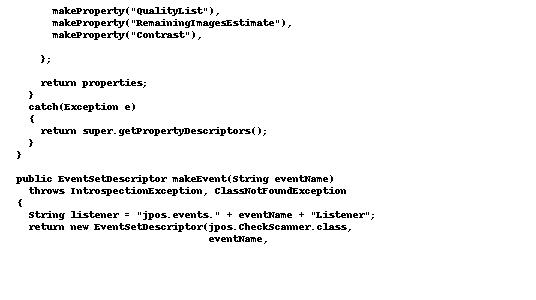 makeProperty("QualityList"),
makeProperty("RemainingImagesEstimate"),
makeProperty("Contrast"),
};
return properties;
}
catch(Exception e)
{
return super.getPropertyDescriptors();
}
}
public EventSetDescriptor makeEvent(String eventName)
throws IntrospectionException, ClassNotFoundException
{
String listener = "jpos.events." + eventName + "Listener";
return new EventSetDescriptor(jpos.CheckScanner.class,
eventName,